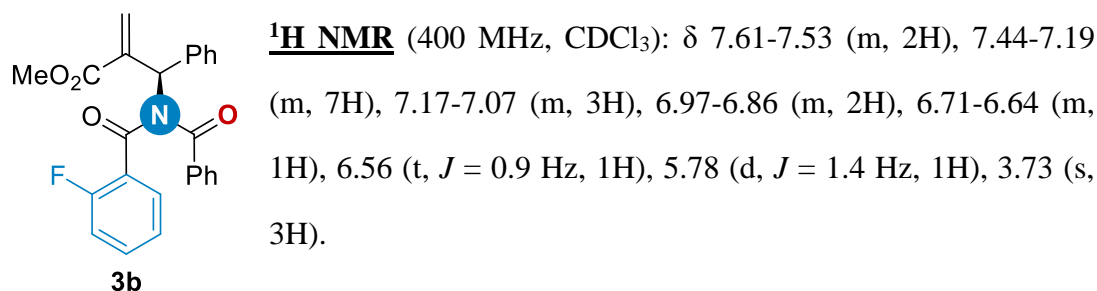 ¹H NMR (400 MHz, CDCl₃): δ 7.61-7.53 (m, 2H), 7.44-7.19
(m, 7H), 7.17-7.07 (m, 3H), 6.97-6.86 (m, 2H), 6.71-6.64 (m,
1H), 6.56 (t, J = 0.9 Hz, 1H), 5.78 (d, J = 1.4 Hz, 1H), 3.73 (s,
3H).
Ph
MeO₂C
O N O
F Ph
3b